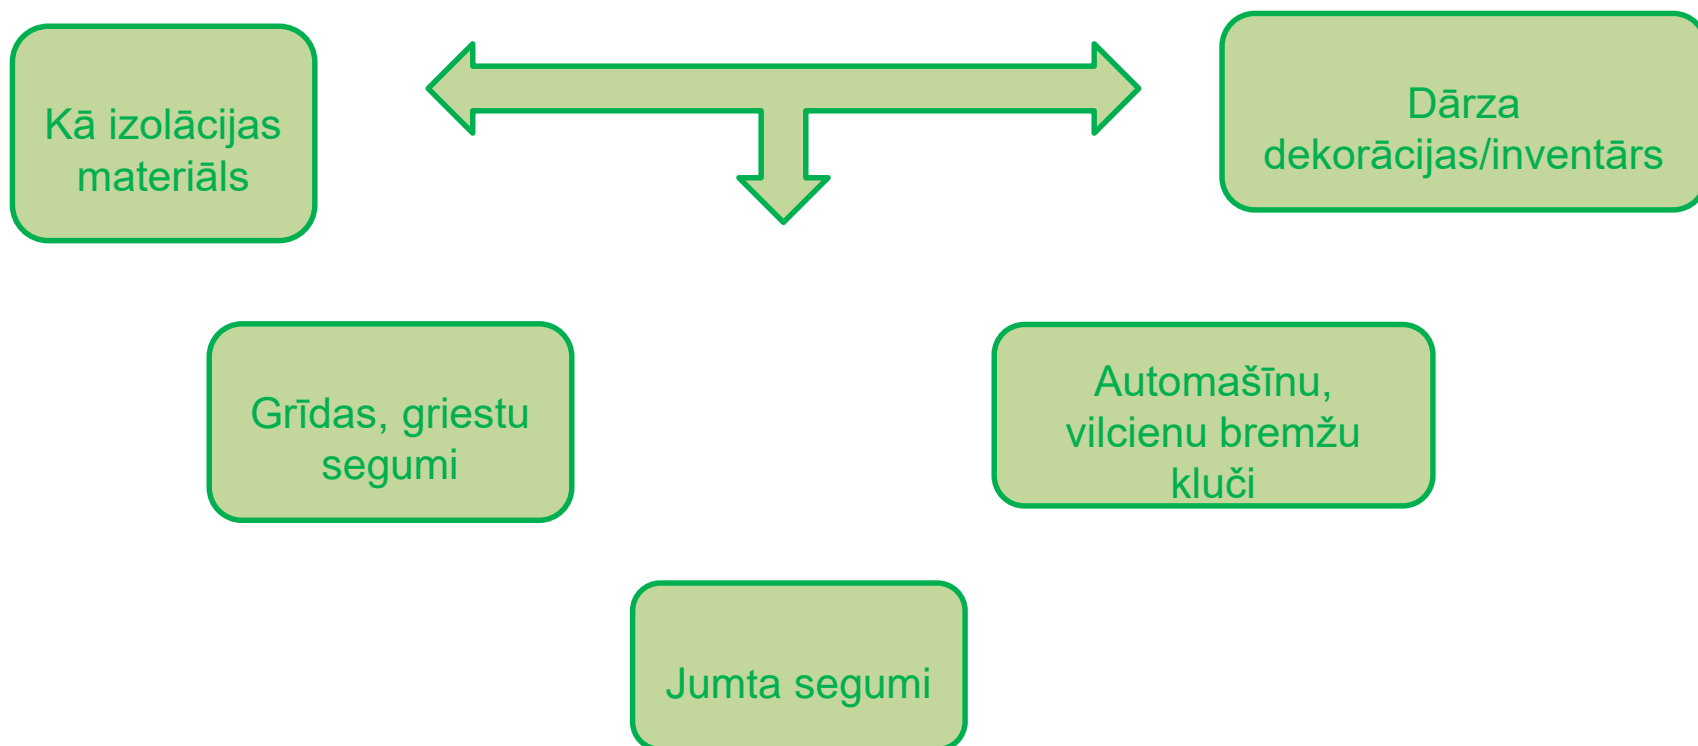 Kā izolācijas
materiāls
Dārza
dekorācijas/inventārs
Grīdas, griestu
segumi
Automašīnu,
vilcienu bremžu
kluči
Jumta segumi